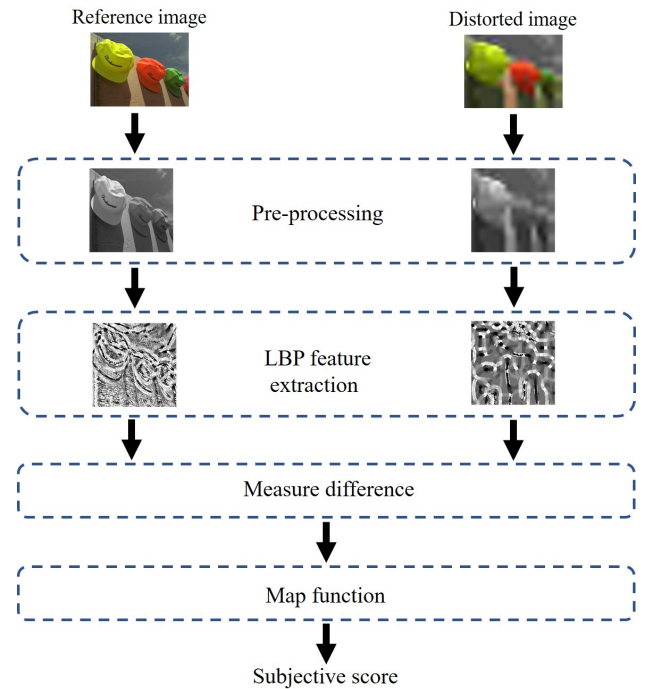 Reference image
Distorted image
Pre-processing
LBP feature
extraction
Measure difference
Map function
Subjective score